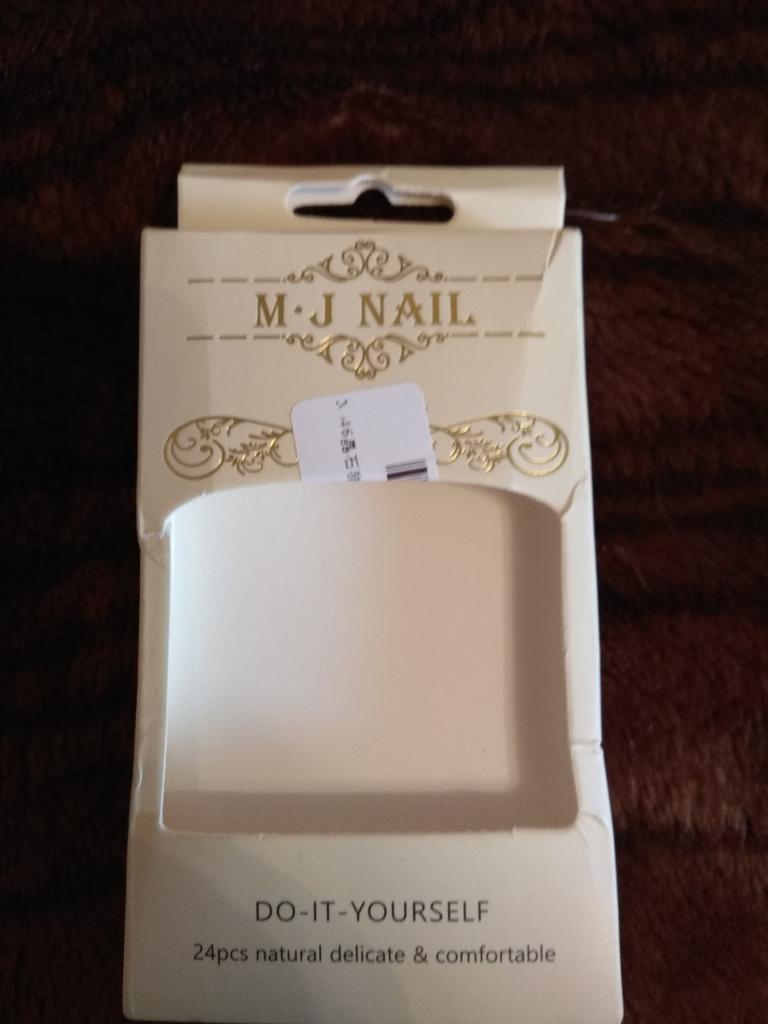 M·J NAIL
DO-IT-YOURSELF
24pcs natural delicate & comfortable